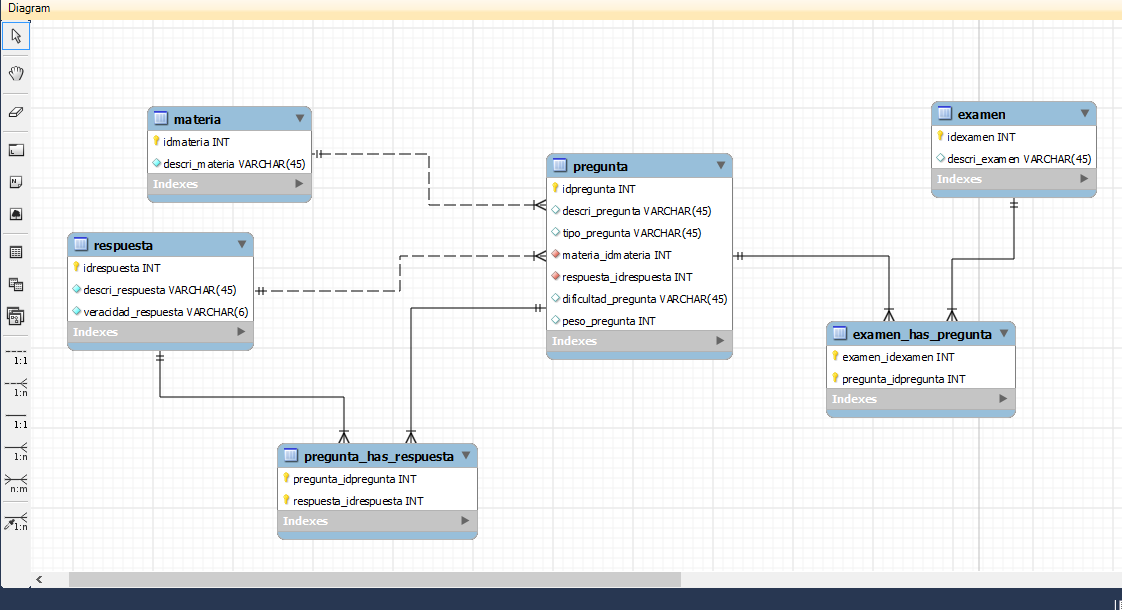 Diagram
materia
idmateria INT
descri_materia VARCHAR(45)
Indexes
respuesta
idrespuesta INT
descri_respuesta VARCHAR(45)
veracidad_respuesta VARCHAR(6)
Indexes
pregunta
idpregunta INT
descri_pregunta VARCHAR(45)
tipo_pregunta VARCHAR(45)
materia_idmateria INT
respuesta_idrespuesta INT
dificultad_pregunta VARCHAR(45)
peso_pregunta INT
Indexes
examen
idexamen INT
descri_examen VARCHAR(45)
Indexes
examen_has_pregunta
examen_idexamen INT
pregunta_idpregunta INT
Indexes
pregunta_has_respuesta
pregunta_idpregunta INT
respuesta_idrespuesta INT
Indexes
1:1
1:n
1:1
1:n
n:m
1:n